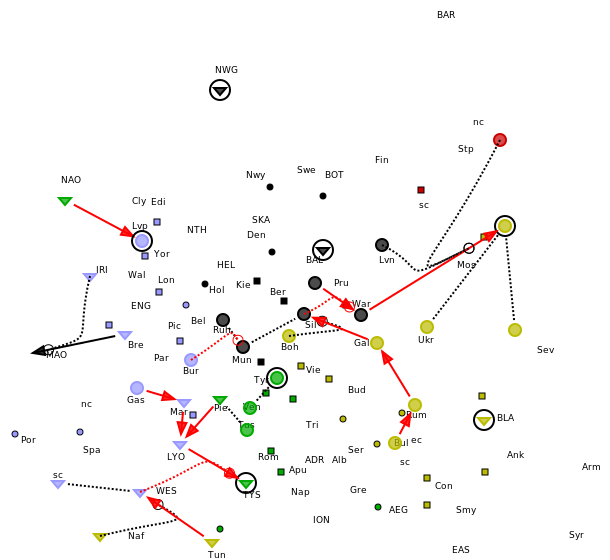 BAR
NWG
nc
Fin
Stp
Swe BOT
Nwy
NAO
sc
Cly Edi
SKA
Lvp
NTH
Den
Yor
BAL
Lvn
Mos
HEL
IRI
Wal
Lon
Pru
Kie
Hol
Ber
War
ENG
Bel
Sil
Pic
Ruh
Ukr
MAO
Bre
Boh
Gal
Sev
Par
Mun
Bur
Vie
Tyr
Bud
Gas
nc
Mar
Pie
Ven
Rum
Por
Tus
Tri
BLA
Spa
Bul ec
LYO
Rom
ADR Alb
Ser
Ank
sc
Apu
sc
Arm
WES
TYS
Nap
Gre
Con
AEG
Smy
ION
Naf
Syr
Tun
EAS